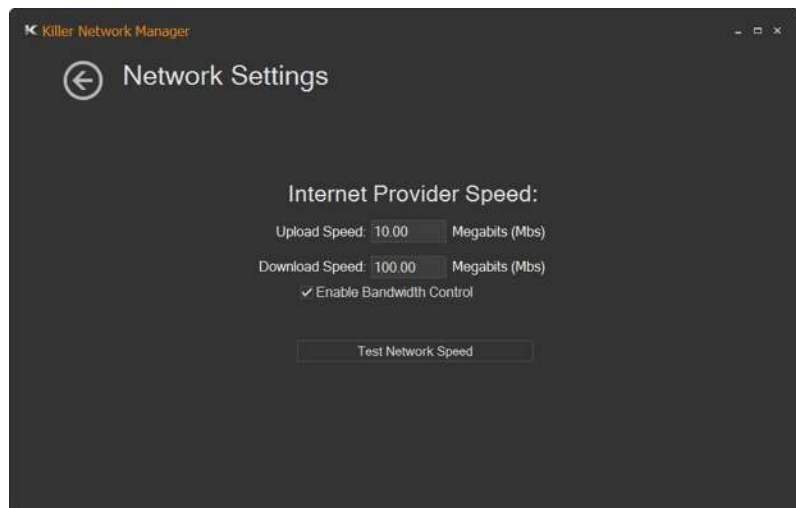 Killer Network Manager
Network Settings
Internet Provider Speed:
Upload Speed: 10.00 Megabits (Mbs)
Download Speed: 100.00 Megabits (Mbs)
Enable Bandwidth Control
Test Network Speed